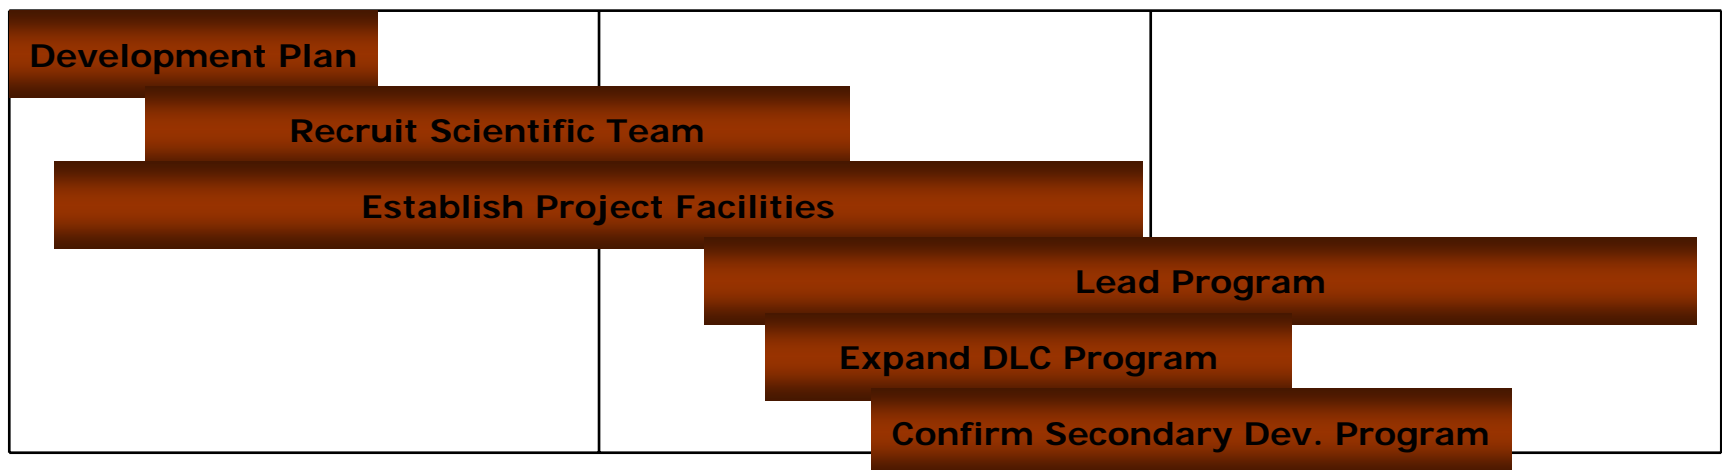 Development Plan
Recruit Scientific Team
Establish Project Facilities
Lead Program
Expand DLC Program
Confirm Secondary Dev. Program